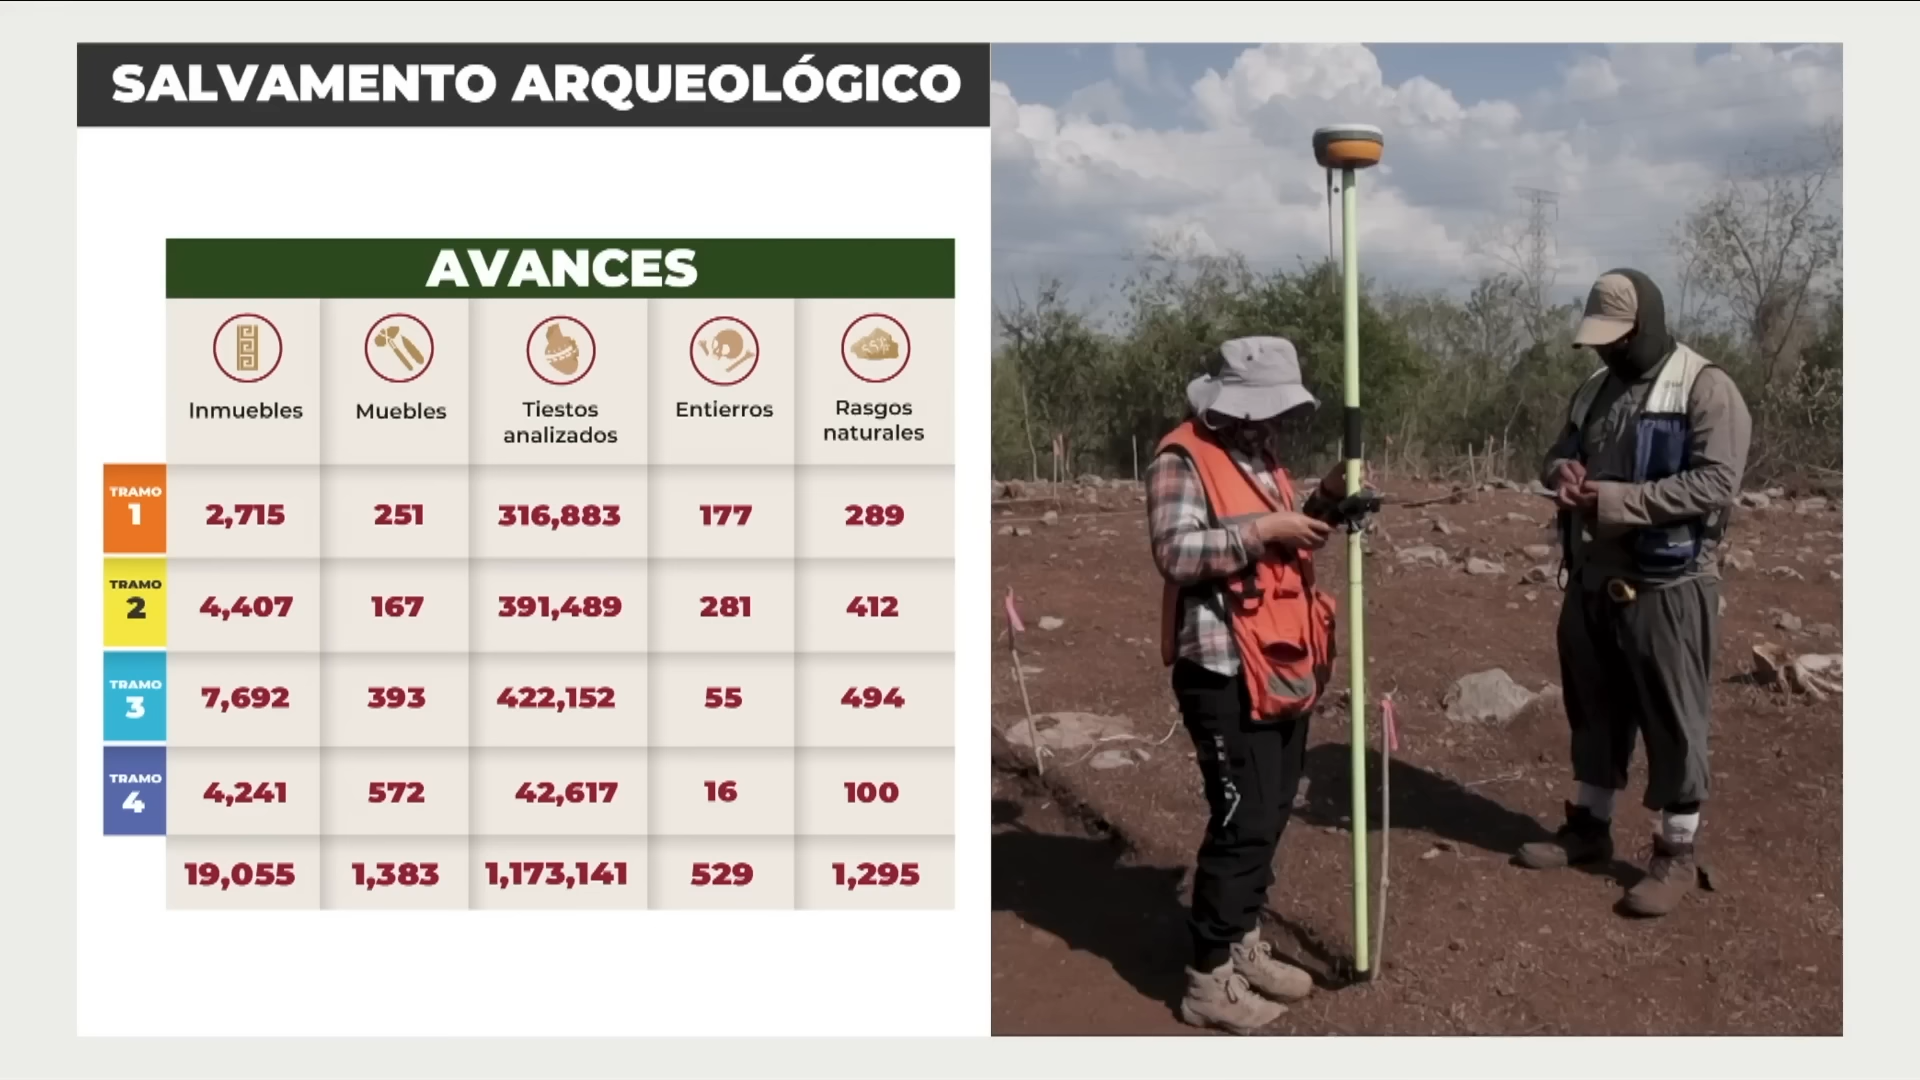 SALVAMENTO ARQUEOLÓGICO
AVANCES
Inmuebles Muebles Tiestos analizados Entierros Rasgos naturales
TRAMO 1 2,715 251 316,883 177 289
TRAMO 2 4,407 167 391,489 281 412
TRAMO 3 7,692 393 422,152 55 494
TRAMO 4 4,241 572 42,617 16 100
19,055 1,383 1,173,141 529 1,295